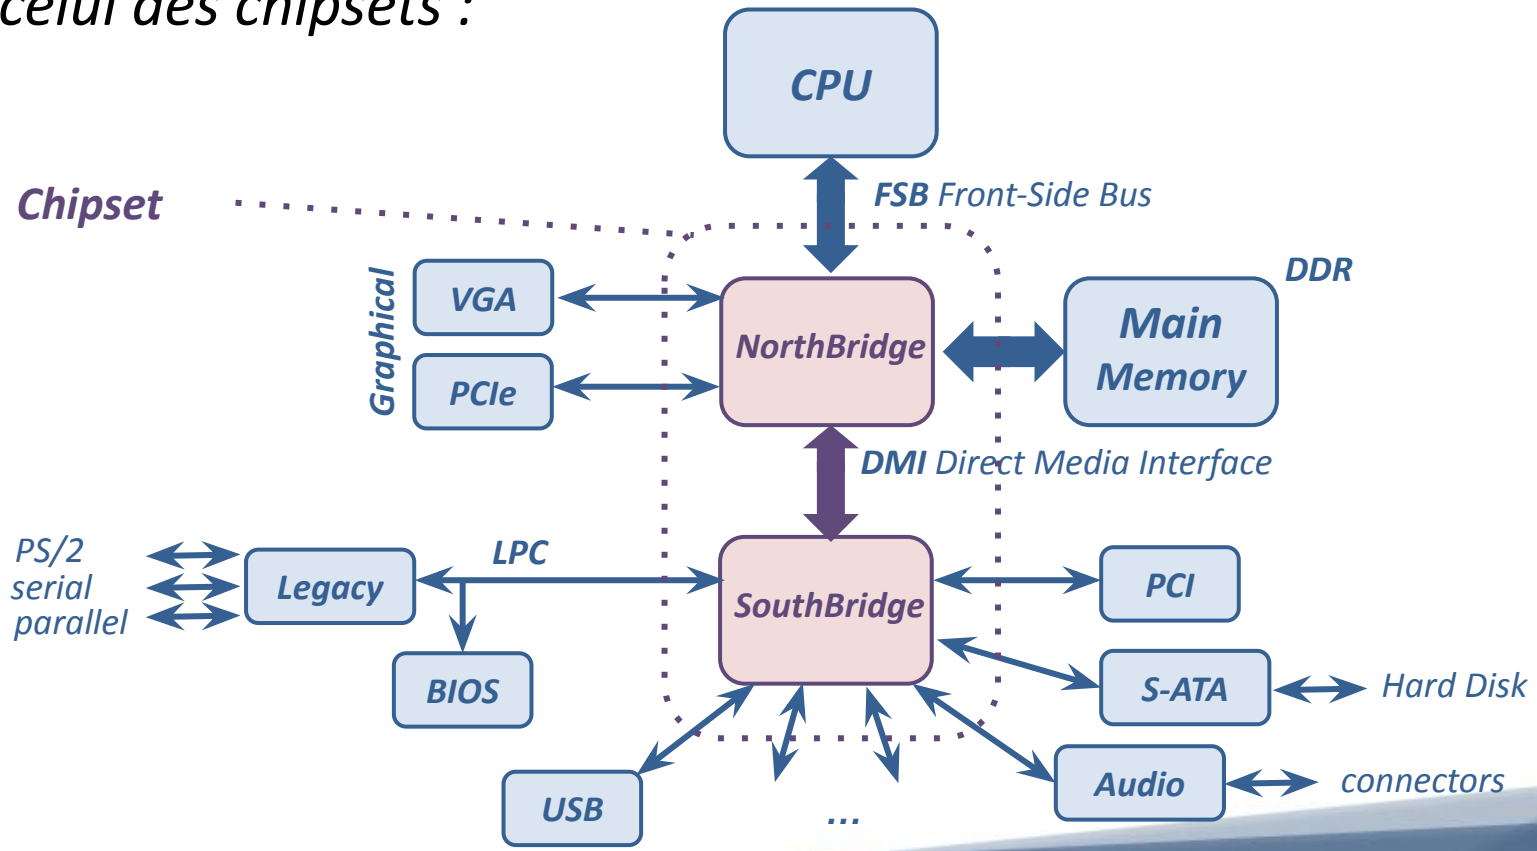 celui des chipsets :
CPU
FSB Front-Side Bus
Chipset
DDR
Graphical
VGA
NorthBridge
Main
Memory
PCIe
DMI Direct Media Interface
PS/2
serial
parallel
Legacy
LPC
SouthBridge
PCI
BIOS
S-ATA
Hard Disk
USB
...
Audio
connectors